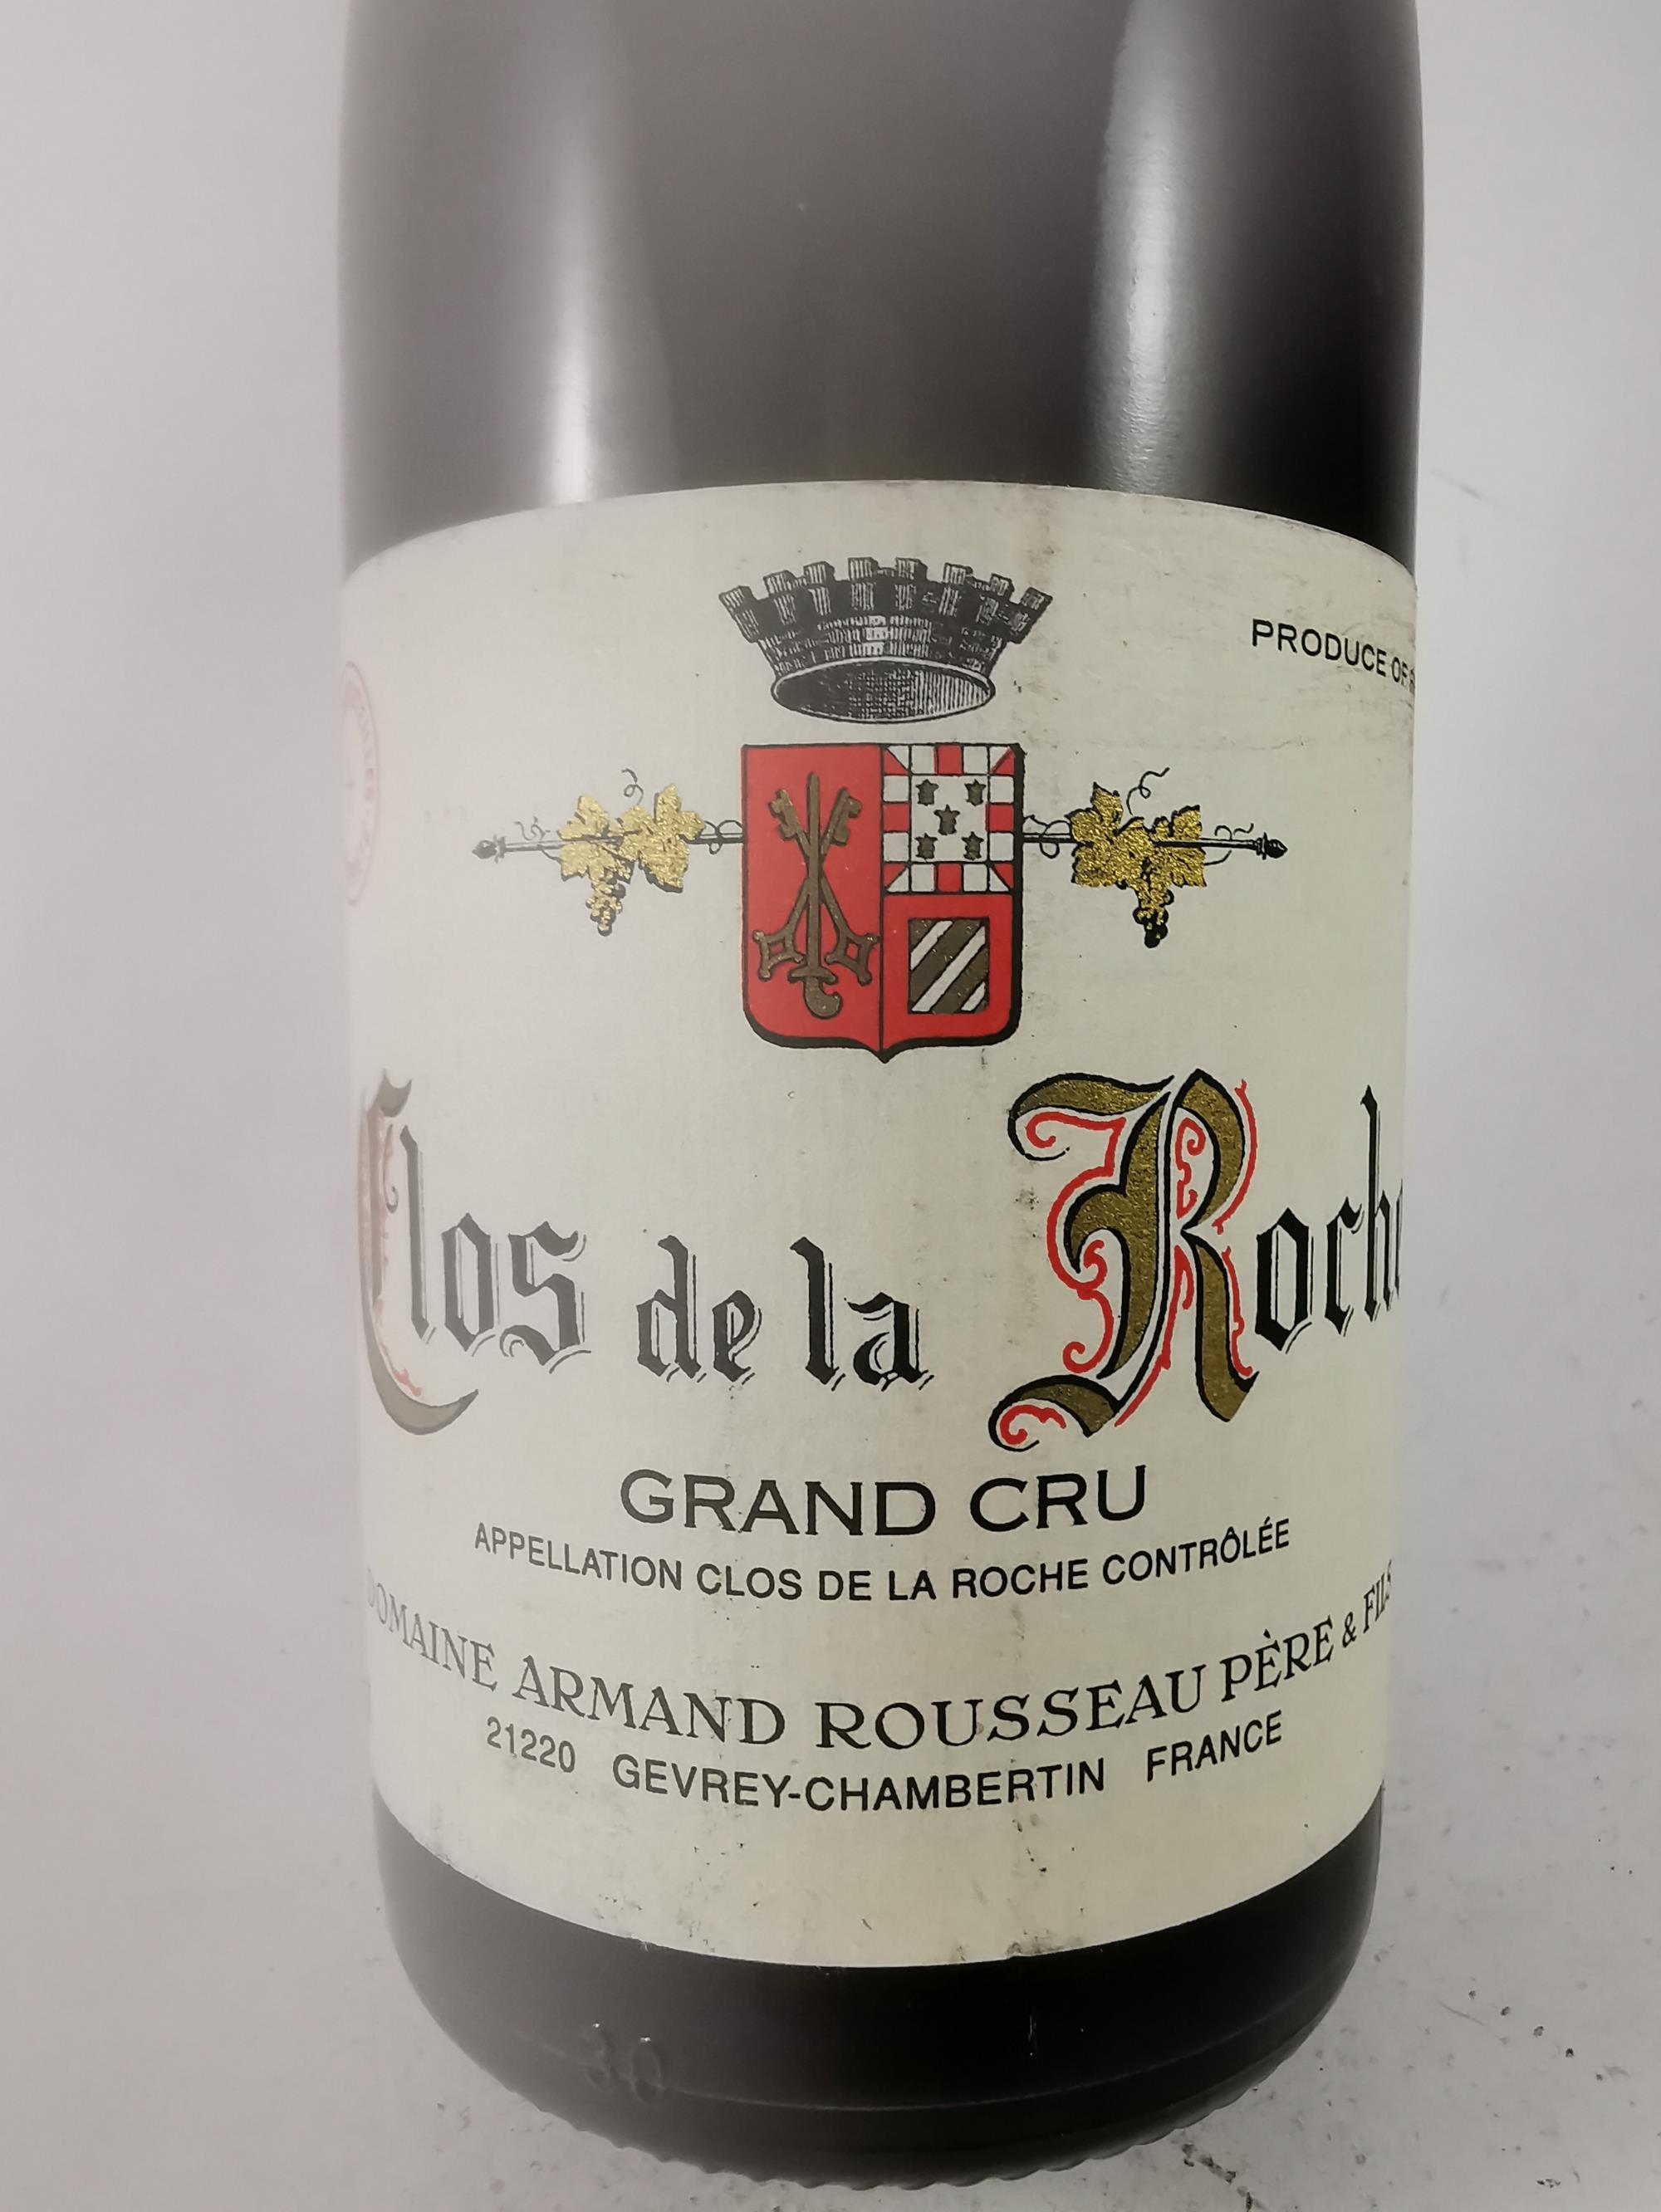 PRODUCE OF
Clos de la Roche
GRAND CRU
APPELLATION CLOS DE LA ROCHE CONTRÔLÉE
DOMAINE ARMAND ROUSSEAU PÈRE & FILS
21220 GEVREY-CHAMBERTIN FRANCE
30